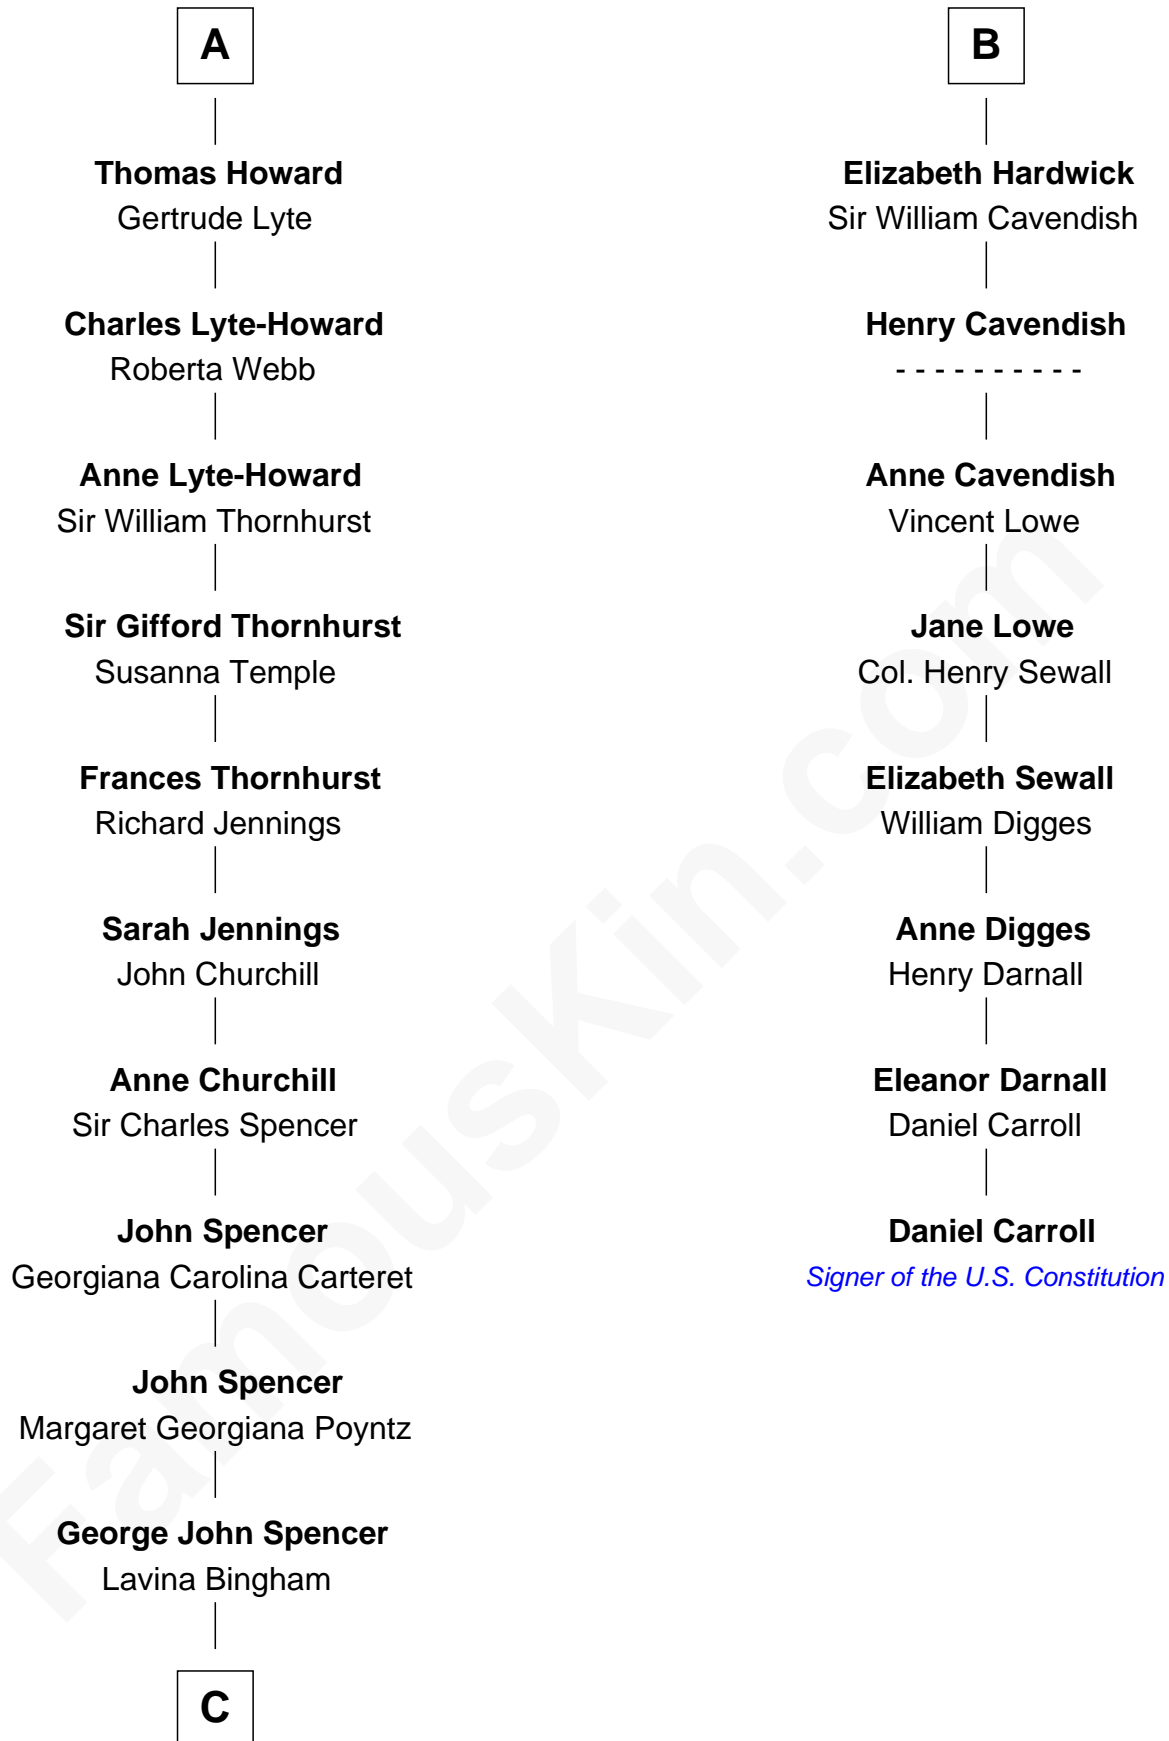 A
Thomas Howard
Gertrude Lyte
Charles Lyte-Howard
Roberta Webb
Anne Lyte-Howard
Sir William Thornhurst
Sir Gifford Thornhurst
Susanna Temple
Frances Thornhurst
Richard Jennings
Sarah Jennings
John Churchill
Anne Churchill
Sir Charles Spencer
John Spencer
Georgiana Carolina Carteret
John Spencer
Margaret Georgiana Poyntz
George John Spencer
Lavina Bingham
C
B
Elizabeth Hardwick
Sir William Cavendish
Henry Cavendish
- - - - - - - - - -
Anne Cavendish
Vincent Lowe
Jane Lowe
Col. Henry Sewall
Elizabeth Sewall
William Digges
Anne Digges
Henry Darnall
Eleanor Darnall
Daniel Carroll
Daniel Carroll
Signer of the U.S. Constitution
FamousKin.com